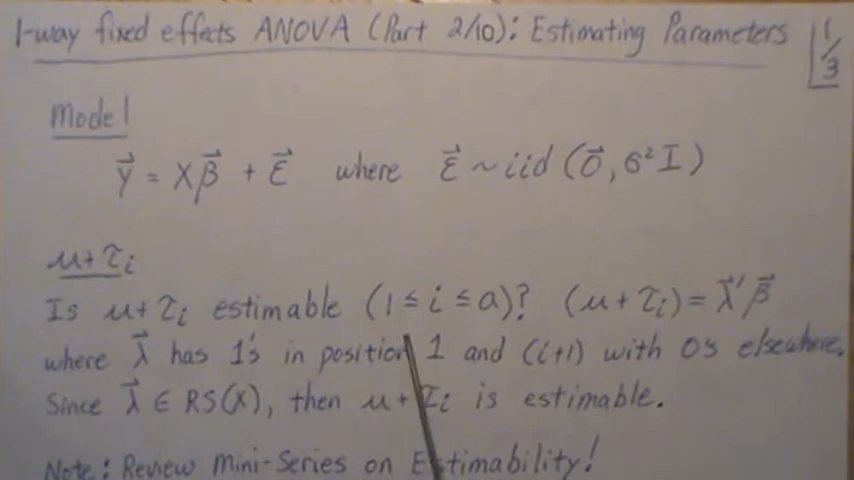 1-way fixed effects ANOVA (Part 2/10): Estimating Parameters
1/3
Model
Y⃗ = Xβ⃗ + ε⃗ where ε⃗ ~ iid (0⃗, σ²I)
μ+τᵢ
Is μ+τᵢ estimable (1 ≤ i ≤ a)? (μ+τᵢ) = λ⃗'β⃗
where λ⃗ has 1's in position 1 and (i+1) with 0s elsewhere.
Since λ⃗ ∈ RS(X), then μ+τᵢ is estimable.
Note: Review Mini-Series on Estimability!